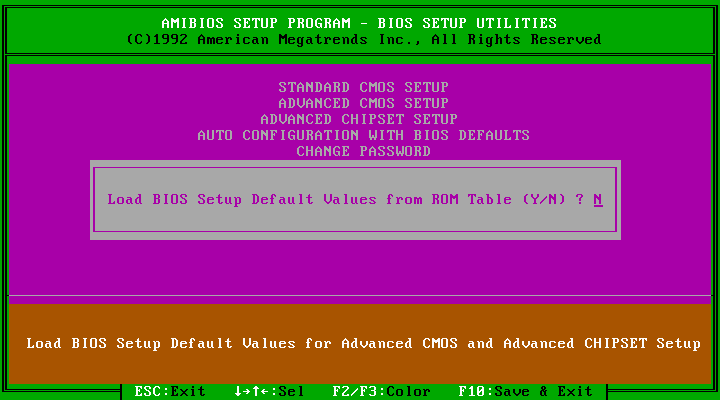 AMIBIOS SETUP PROGRAM - BIOS SETUP UTILITIES
(C)1992 American Megatrends Inc., All Rights Reserved
STANDARD CMOS SETUP
ADVANCED CMOS SETUP
ADVANCED CHIPSET SETUP
AUTO CONFIGURATION WITH BIOS DEFAULTS
CHANGE PASSWORD
Load BIOS Setup Default Values from ROM Table (Y/N) ? N
Load BIOS Setup Default Values for Advanced CMOS and Advanced CHIPSET Setup
ESC:Exit ↓→↑←:Sel F2/F3:Color F10:Save & Exit